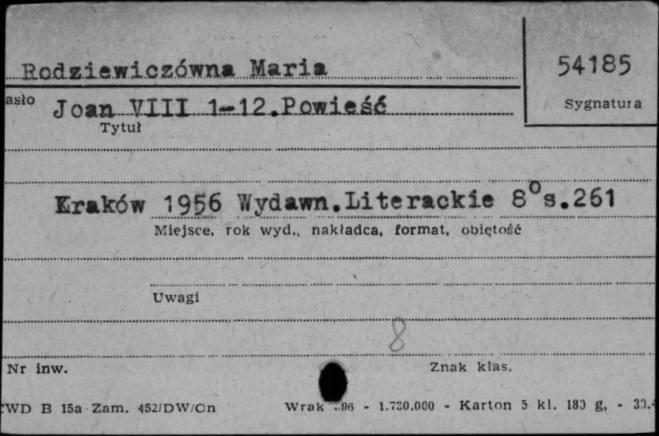 Rodziewiczówna Maria
54185
Sygnatura
asło Joan VIII 1-12.Powieść
Tytuł
Kraków 1956 Wydawn.Literackie 8° s.261
Miejsce, rok wyd., nakładca, format, objętość
Uwagi
8
Nr inw.
Znak klas.
WD B 15a Zam. 452/DW/Cn Wrak 96 - 1.720.000 - Karton 5 kl. 180 g, -